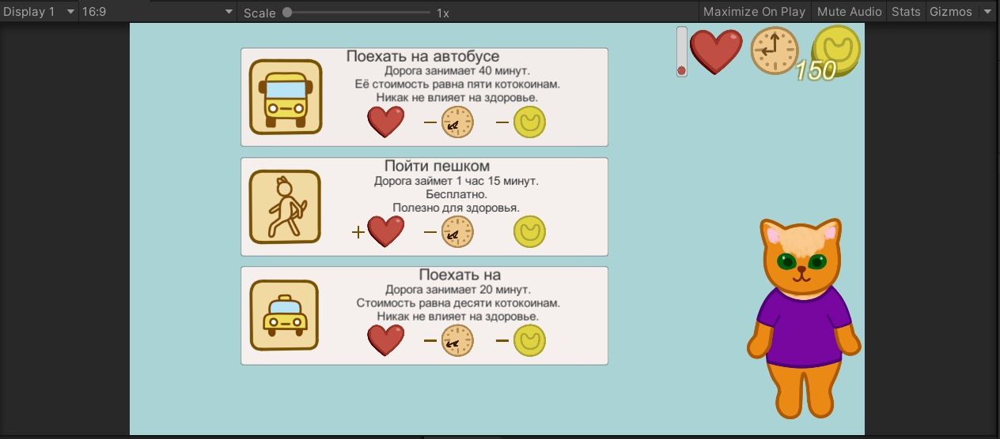 Display 1
16:9
Scale
1x
Maximize On Play
Mute Audio
Stats
Gizmos
150
Поехать на автобусе
Дорога занимает 40 минут.
Её стоимость равна пяти котокоинам.
Никак не влияет на здоровье.
Пойти пешком
Дорога займет 1 час 15 минут.
Бесплатно.
Полезно для здоровья.
Поехать на
Дорога занимает 20 минут.
Стоимость равна десяти котокоинам.
Никак не влияет на здоровье.